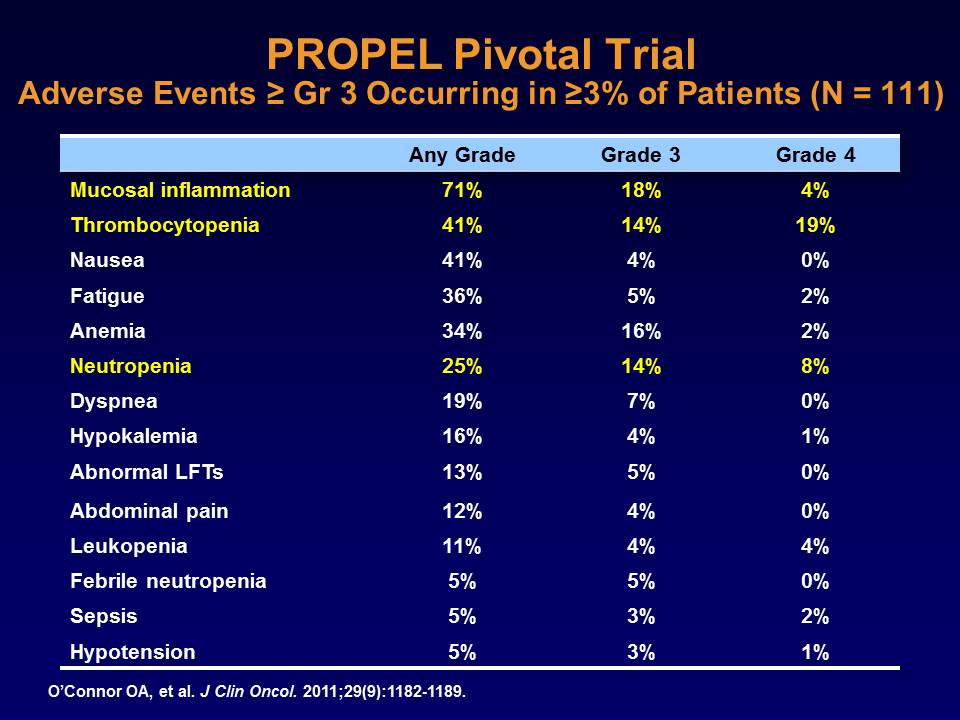 PROPEL Pivotal Trial
Adverse Events ≥ Gr 3 Occurring in ≥3% of Patients (N = 111)
Any Grade Grade 3 Grade 4
Mucosal inflammation 71% 18% 4%
Thrombocytopenia 41% 14% 19%
Nausea 41% 4% 0%
Fatigue 36% 5% 2%
Anemia 34% 16% 2%
Neutropenia 25% 14% 8%
Dyspnea 19% 7% 0%
Hypokalemia 16% 4% 1%
Abnormal LFTs 13% 5% 0%
Abdominal pain 12% 4% 0%
Leukopenia 11% 4% 4%
Febrile neutropenia 5% 5% 0%
Sepsis 5% 3% 2%
Hypotension 5% 3% 1%
O’Connor OA, et al. J Clin Oncol. 2011;29(9):1182-1189.